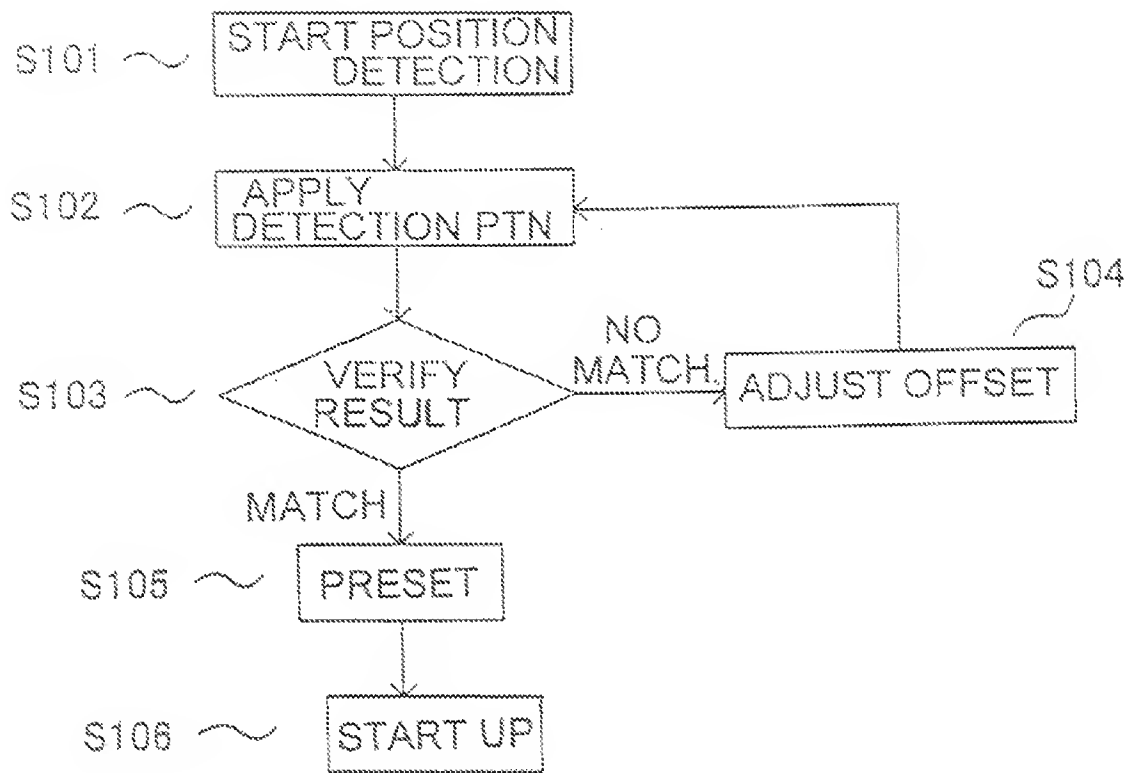 S101
START POSITION
DETECTION
S102
APPLY
DETECTION PTN
S103
VERIFY
RESULT
NO
MATCH
S104
ADJUST OFFSET
MATCH
S105
PRESET
S106
START UP